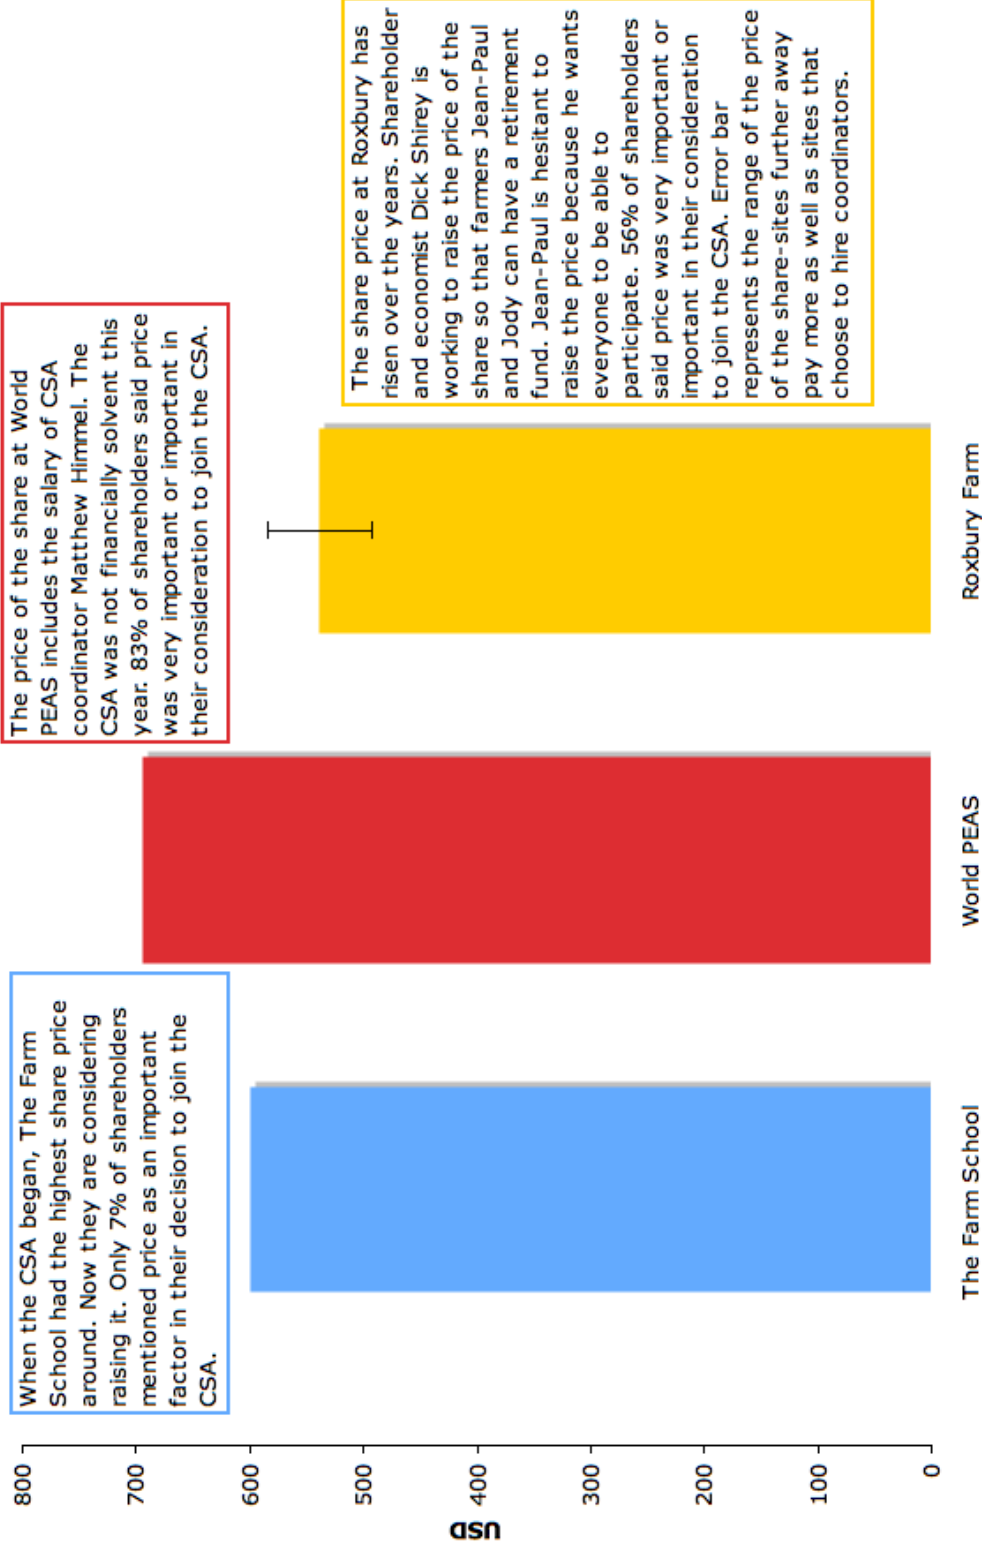 When the CSA began, The Farm
School had the highest share price
around. Now they are considering
raising it. Only 7% of shareholders
mentioned price as an important
factor in their decision to join the
CSA.
The price of the share at World
PEAS includes the salary of CSA
coordinator Matthew Himmel. The
CSA was not financially solvent this
year. 83% of shareholders said price
was very important or important in
their consideration to join the CSA.
The share price at Roxbury has
risen over the years. Shareholder
and economist Dick Shirey is
working to raise the price of the
share so that farmers Jean-Paul
and Jody can have a retirement
fund. Jean-Paul is hesitant to
raise the price because he wants
everyone to be able to
participate. 56% of shareholders
said price was very important or
important in their consideration
to join the CSA. Error bar
represents the range of the price
of the share-sites further away
pay more as well as sites that
choose to hire coordinators.
800
700
600
500
400
300
200
100
0
USD
The Farm School
World PEAS
Roxbury Farm